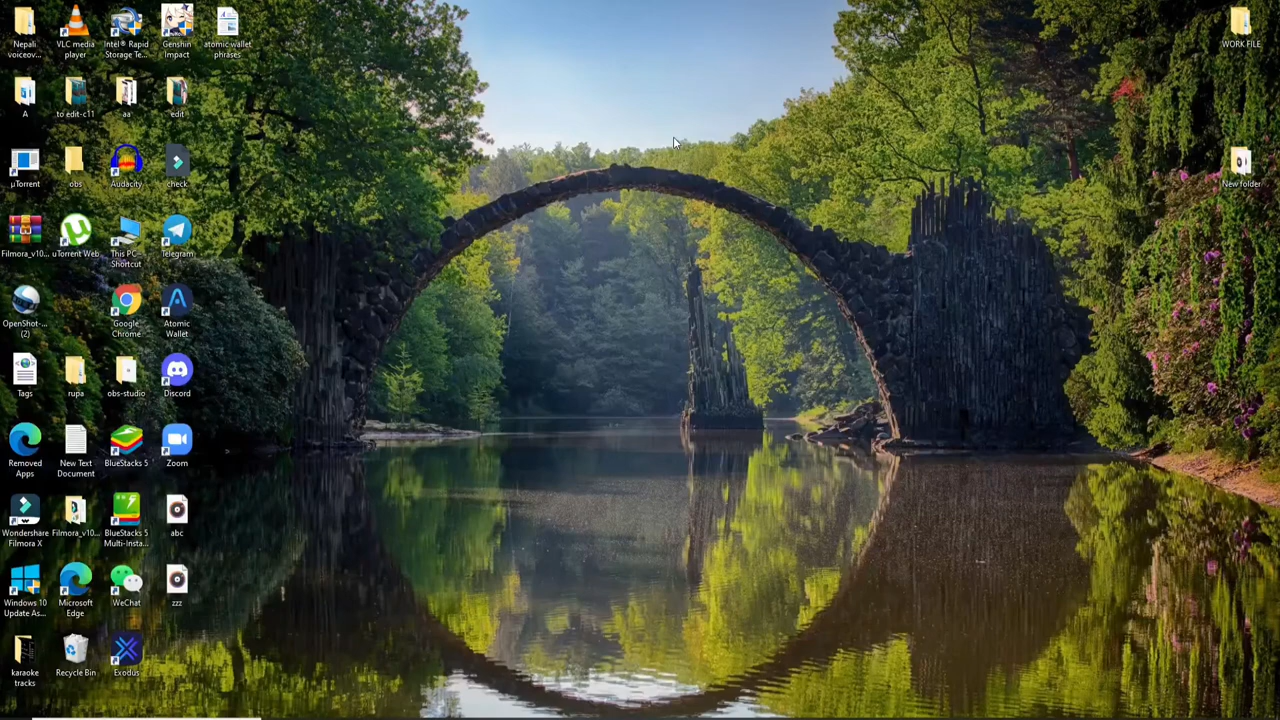 Nepali
voiceov...
VLC media
player
Intel® Rapid
Storage Te...
Genshin
Impact
atomic-wallet
phrases
WORK FILE
A
to edit-c11
aa
edit
µTorrent
obs
Audacity
check
New folder
Filmora_v10...
uTorrent Web
This PC -
Shortcut
Telegram
OpenShot-...
(2)
Google
Chrome
Atomic
Wallet
Tags
rupa
obs-studio
Discord
Removed
Apps
New Text
Document
BlueStacks 5
Zoom
Wondershare
Filmora X
Filmora_v10...
BlueStacks 5
Multi-Insta...
abc
Windows 10
Update As...
Microsoft
Edge
WeChat
zzz
karaoke
tracks
Recycle Bin
Exodus